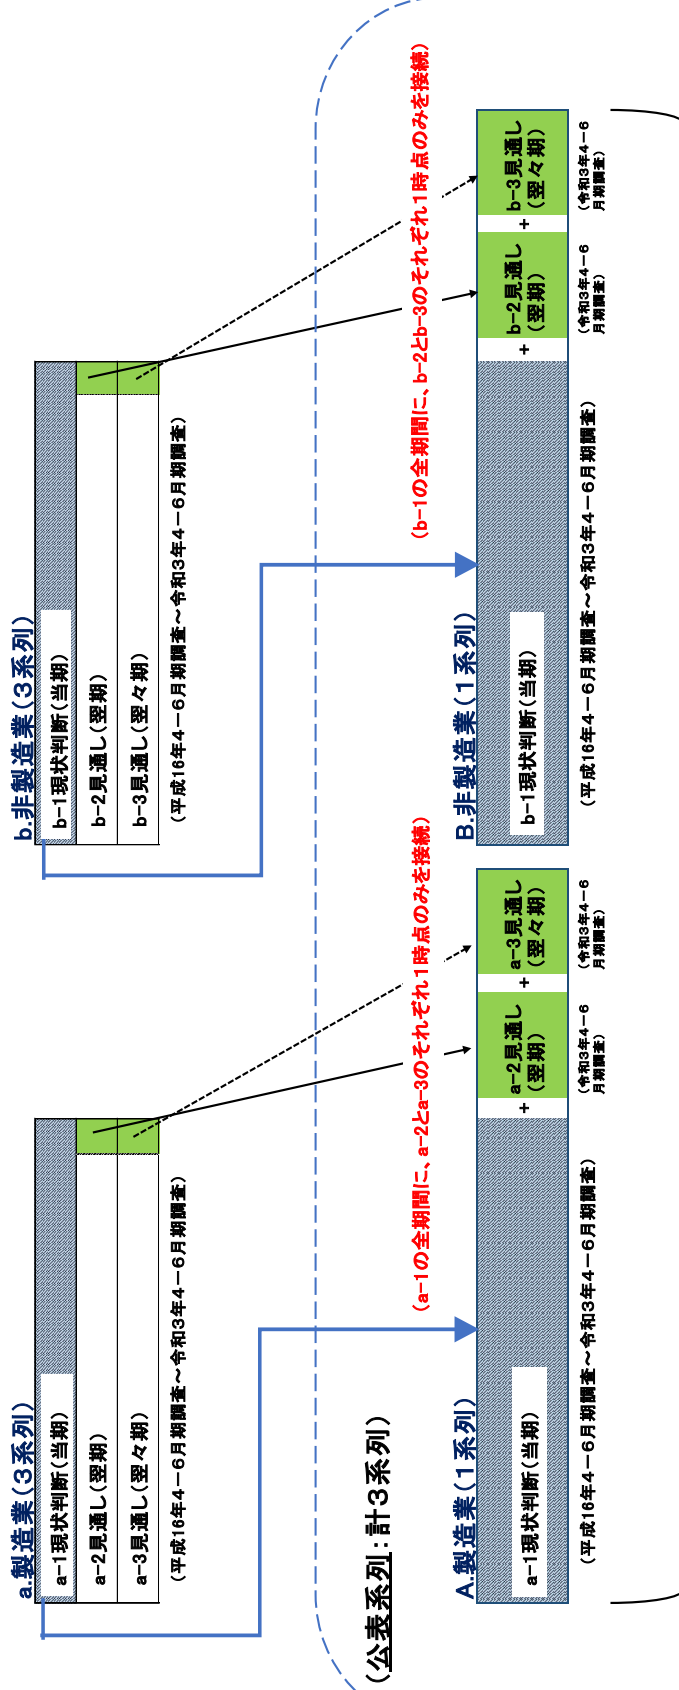 a.製造業（３系列）
a-1現状判断（当期）
a-2見通し（翌期）
a-3見通し（翌々期）
（平成16年４－６月期調査～令和３年４－６月期調査）
b.非製造業（３系列）
b-1現状判断（当期）
b-2見通し（翌期）
b-3見通し（翌々期）
（平成16年４－６月期調査～令和３年４－６月期調査）
（公表系列：計３系列）
（a-1の全期間に、a-2とa-3のそれぞれ１時点のみを接続）
（b-1の全期間に、b-2とb-3のそれぞれ１時点のみを接続）
A.製造業（１系列）
a-1現状判断（当期）
+
a-2見通し
（翌期）
+
a-3見通し
（翌々期）
（平成16年４－６月期調査～令和３年４－６月期調査）
（令和３年４－６
月期調査）
（令和３年４－６
月期調査）
B.非製造業（１系列）
b-1現状判断（当期）
+
b-2見通し
（翌期）
+
b-3見通し
（翌々期）
（平成16年４－６月期調査～令和３年４－６月期調査）
（令和３年４－６
月期調査）
（令和３年４－６
月期調査）